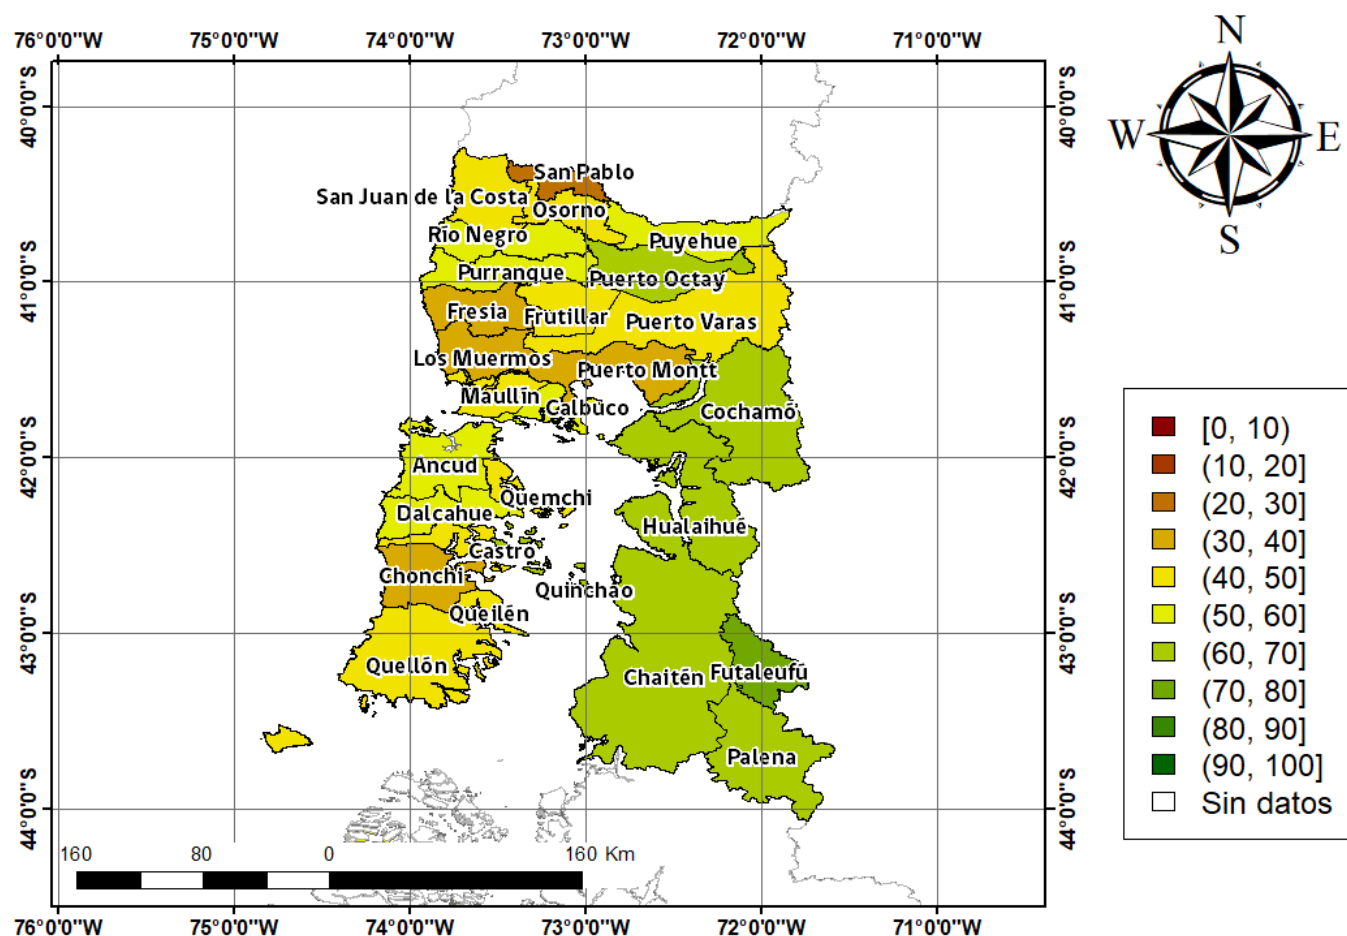 76°0'0"W 75°0'0"W 74°0'0"W 73°0'0"W 72°0'0"W 71°0'0"W
N
W E
S
40°0'0"S 40°0'0"S
41°0'0"S 41°0'0"S
42°0'0"S 42°0'0"S
43°0'0"S 43°0'0"S
44°0'0"S 44°0'0"S
San Pablo
San Juan de la Costa
Osorno
Río Negro
Puyehue
Purranque
Puerto Octay
Fresia
Frutillar
Puerto Varas
Los Muermos
Puerto Montt
Maullín
Calbuco
Cochamó
Ancud
Quemchi
Dalcahue
Hualaihué
Castro
Chonchi
Quinchao
Queilén
Quellón
Chaitén
Futaleufú
Palena
[0, 10)
(10, 20]
(20, 30]
(30, 40]
(40, 50]
(50, 60]
(60, 70]
(70, 80]
(80, 90]
(90, 100]
Sin datos
160 80 0 160 Km
76°0'0"W 75°0'0"W 74°0'0"W 73°0'0"W 72°0'0"W 71°0'0"W